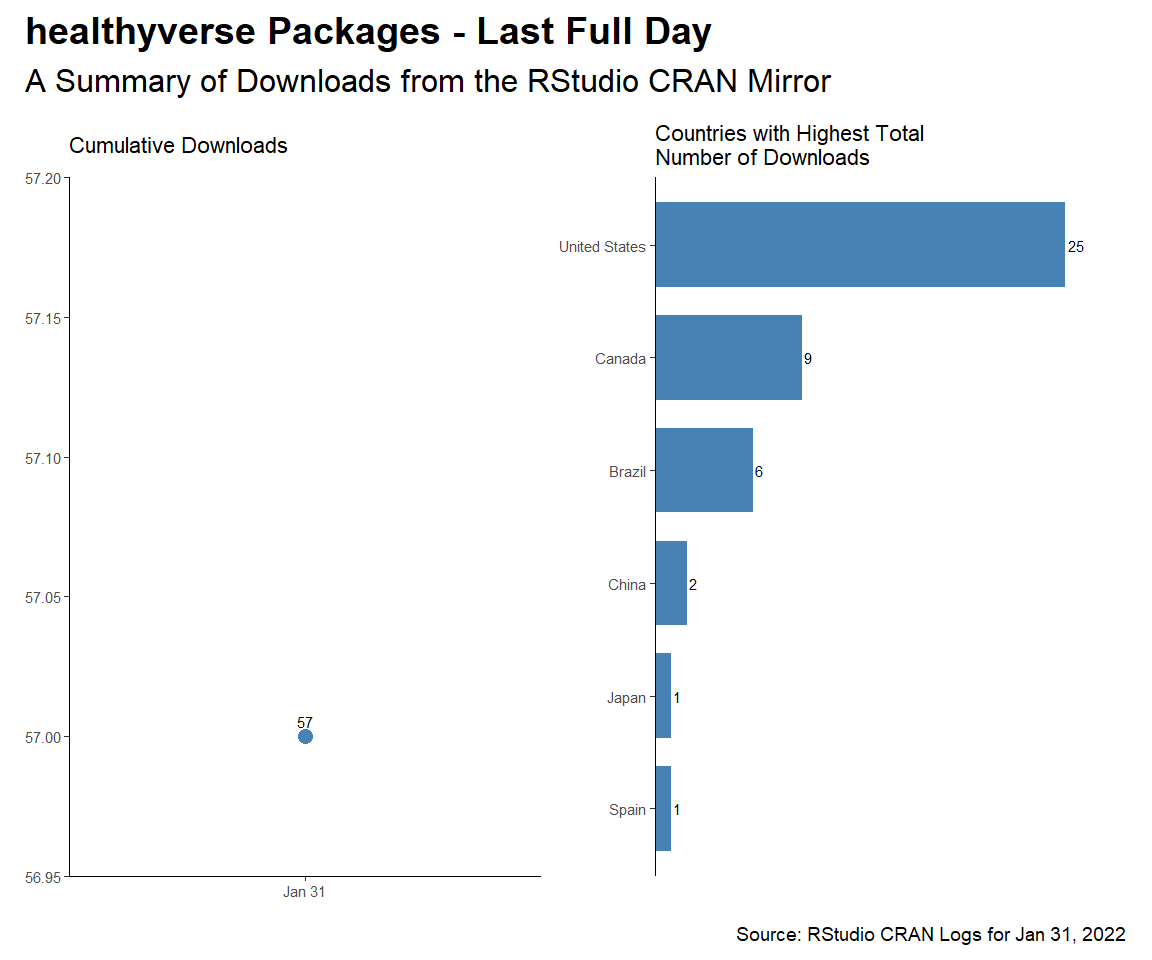 healthyverse Packages - Last Full Day
A Summary of Downloads from the RStudio CRAN Mirror
Cumulative Downloads
57.20
57.15
57.10
57.05
57.00
56.95
57
Jan 31
Countries with Highest Total
Number of Downloads
United States 25
Canada 9
Brazil 6
China 2
Japan 1
Spain 1
Source: RStudio CRAN Logs for Jan 31, 2022